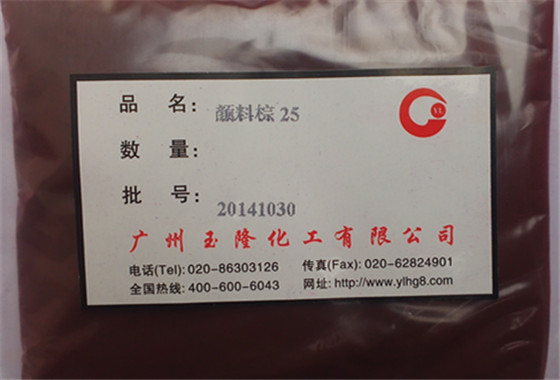 品 名: 颜料棕 25
YL
数 量:
批 号: 20141030
广州玉隆化工有限公司
电话(Tel): 020-86303126 传真(Fax): 020-62824901
全国热线: 400-600-6043 网址: http://www.ylhg8.com